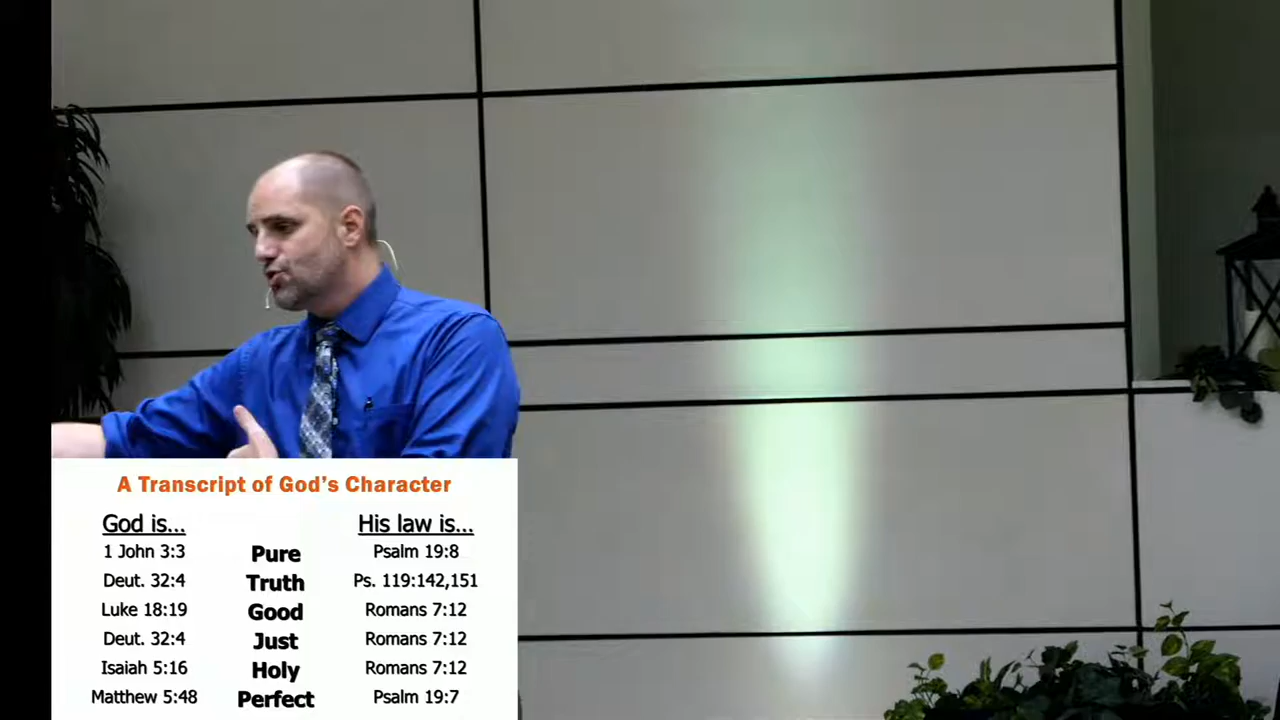 A Transcript of God's Character
God is... His law is...
1 John 3:3 Pure Psalm 19:8
Deut. 32:4 Truth Ps. 119:142,151
Luke 18:19 Good Romans 7:12
Deut. 32:4 Just Romans 7:12
Isaiah 5:16 Holy Romans 7:12
Matthew 5:48 Perfect Psalm 19:7